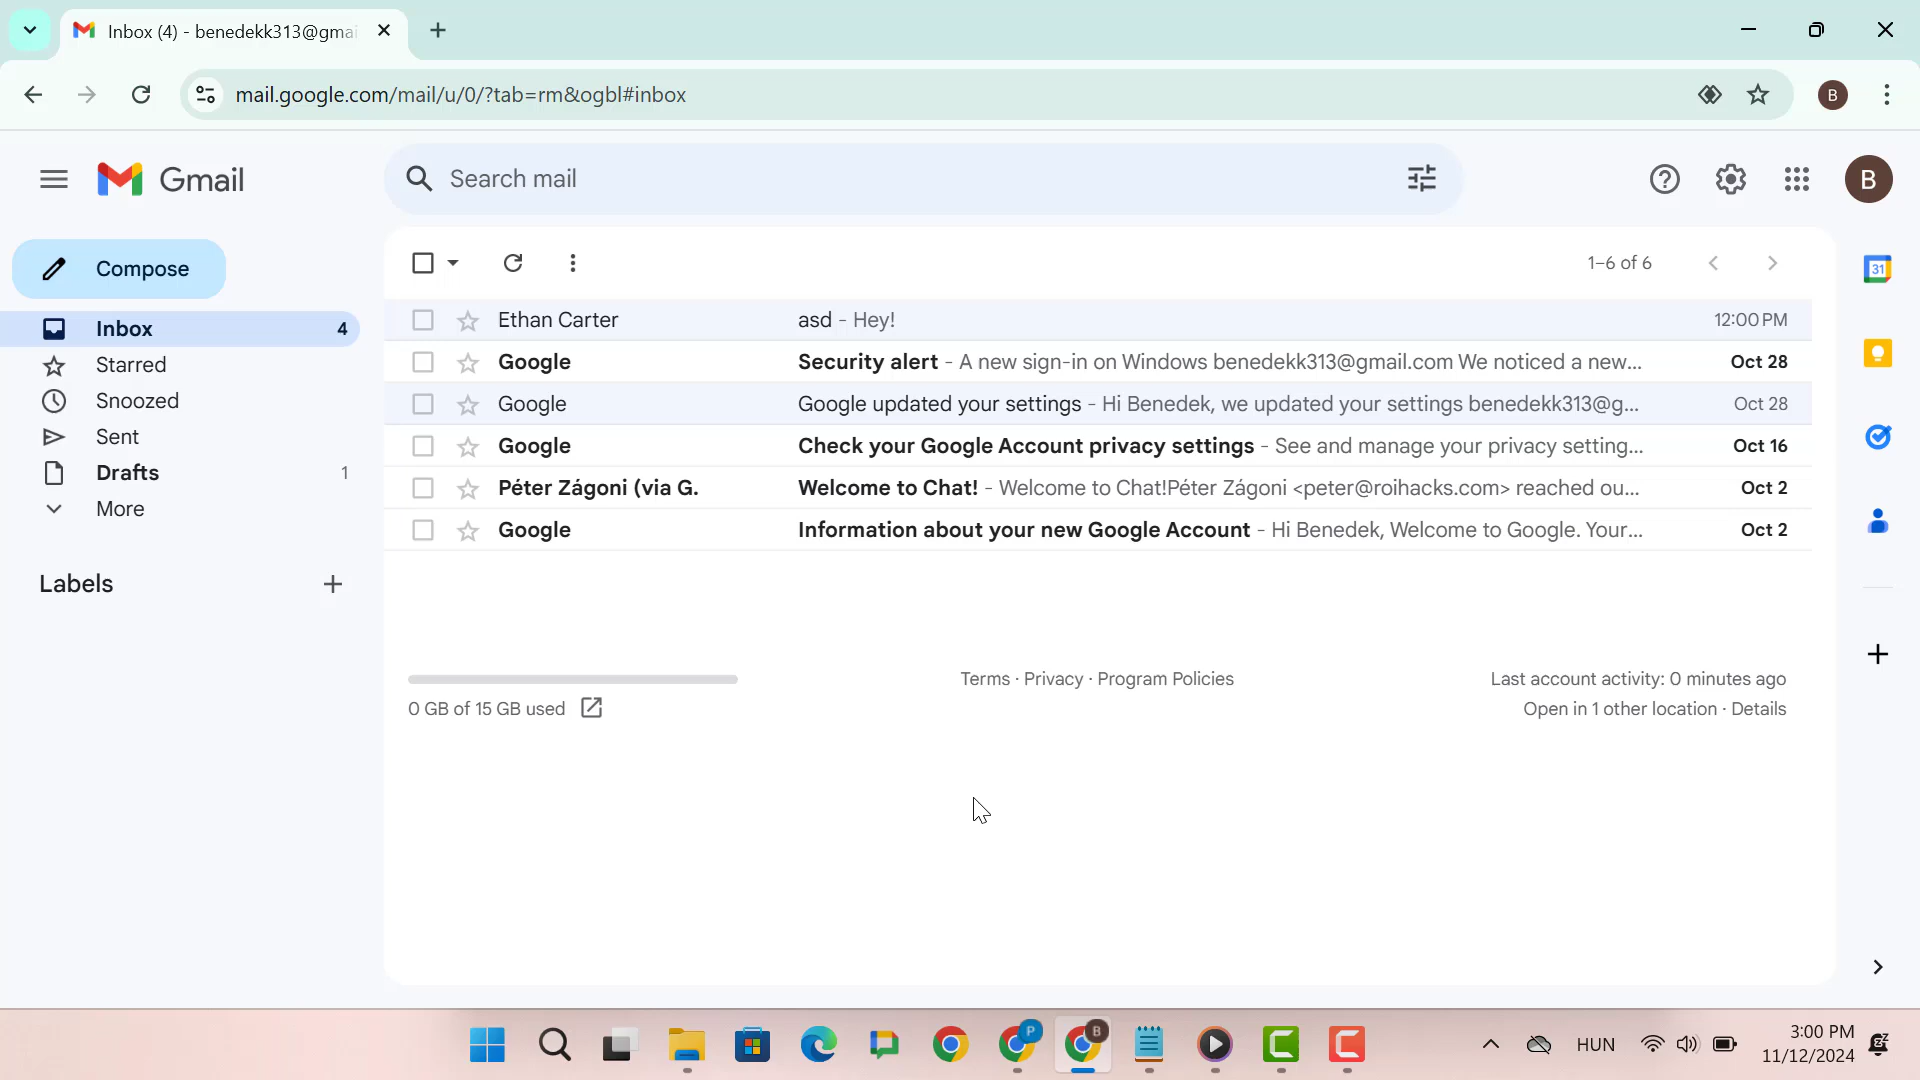 Inbox (4) - benedekk313@gmai
mail.google.com/mail/u/0/?tab=rm&ogbl#inbox
B
Gmail
Search mail
B
Compose
1–6 of 6
31
Inbox 4
Starred
Snoozed
Sent
Drafts 1
More
Labels
Ethan Carter asd - Hey! 12:00 PM
Google Security alert - A new sign-in on Windows benedekk313@gmail.com We noticed a new... Oct 28
Google Google updated your settings - Hi Benedek, we updated your settings benedekk313@g... Oct 28
Google Check your Google Account privacy settings - See and manage your privacy setting... Oct 16
Péter Zágoni (via G. Welcome to Chat! - Welcome to Chat!Péter Zágoni <peter@roihacks.com> reached ou... Oct 2
Google Information about your new Google Account - Hi Benedek, Welcome to Google. Your... Oct 2
0 GB of 15 GB used
Terms · Privacy · Program Policies
Last account activity: 0 minutes ago
Open in 1 other location · Details
P
B
HUN
3:00 PM
11/12/2024